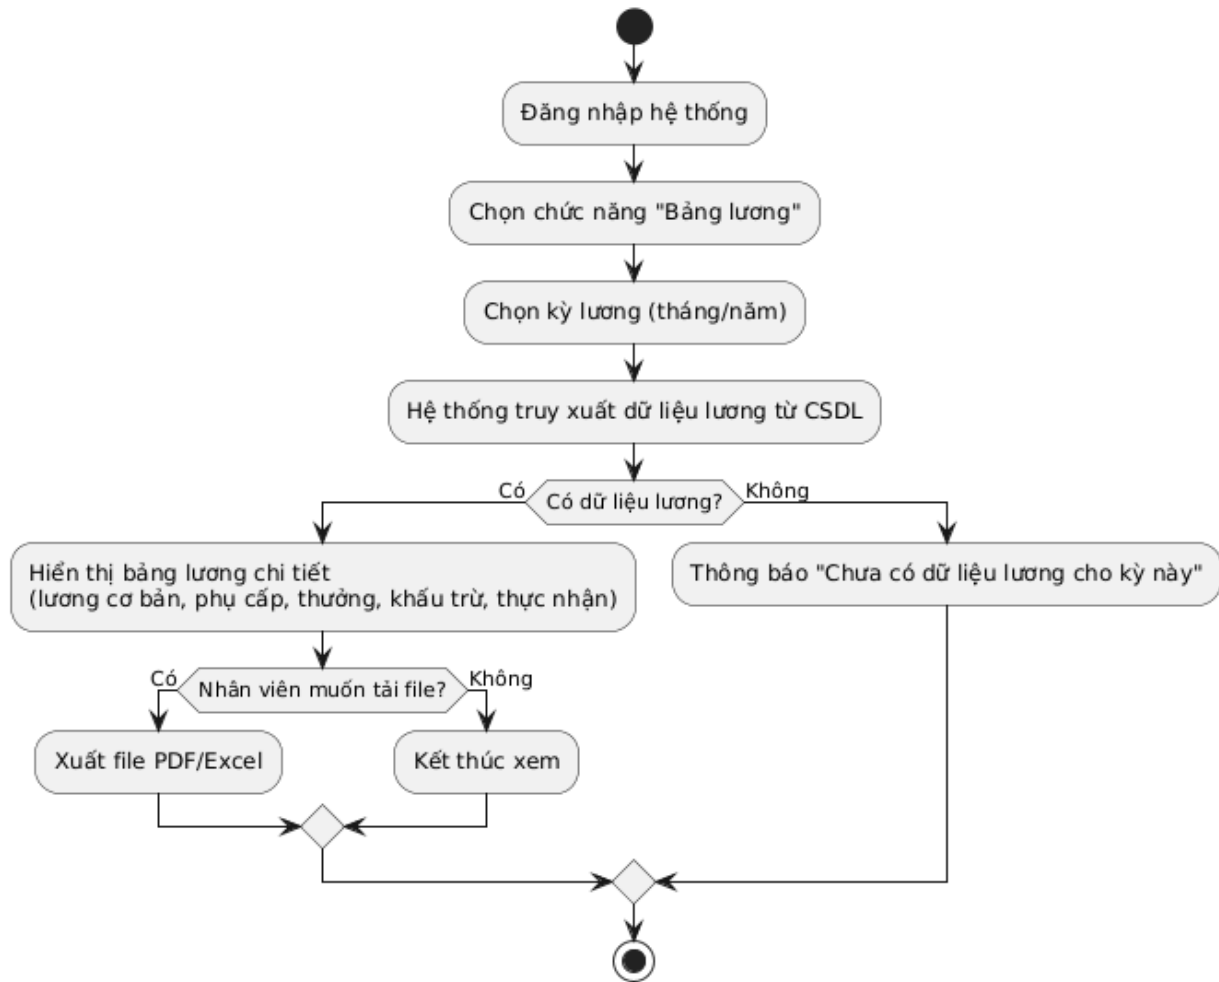 Đăng nhập hệ thống
Chọn chức năng "Bảng lương"
Chọn kỳ lương (tháng/năm)
Hệ thống truy xuất dữ liệu lương từ CSDL
Có
Có dữ liệu lương?
Không
Hiển thị bảng lương chi tiết
(lương cơ bản, phụ cấp, thưởng, khấu trừ, thực nhận)
Thông báo "Chưa có dữ liệu lương cho kỳ này"
Có
Nhân viên muốn tải file?
Không
Xuất file PDF/Excel
Kết thúc xem